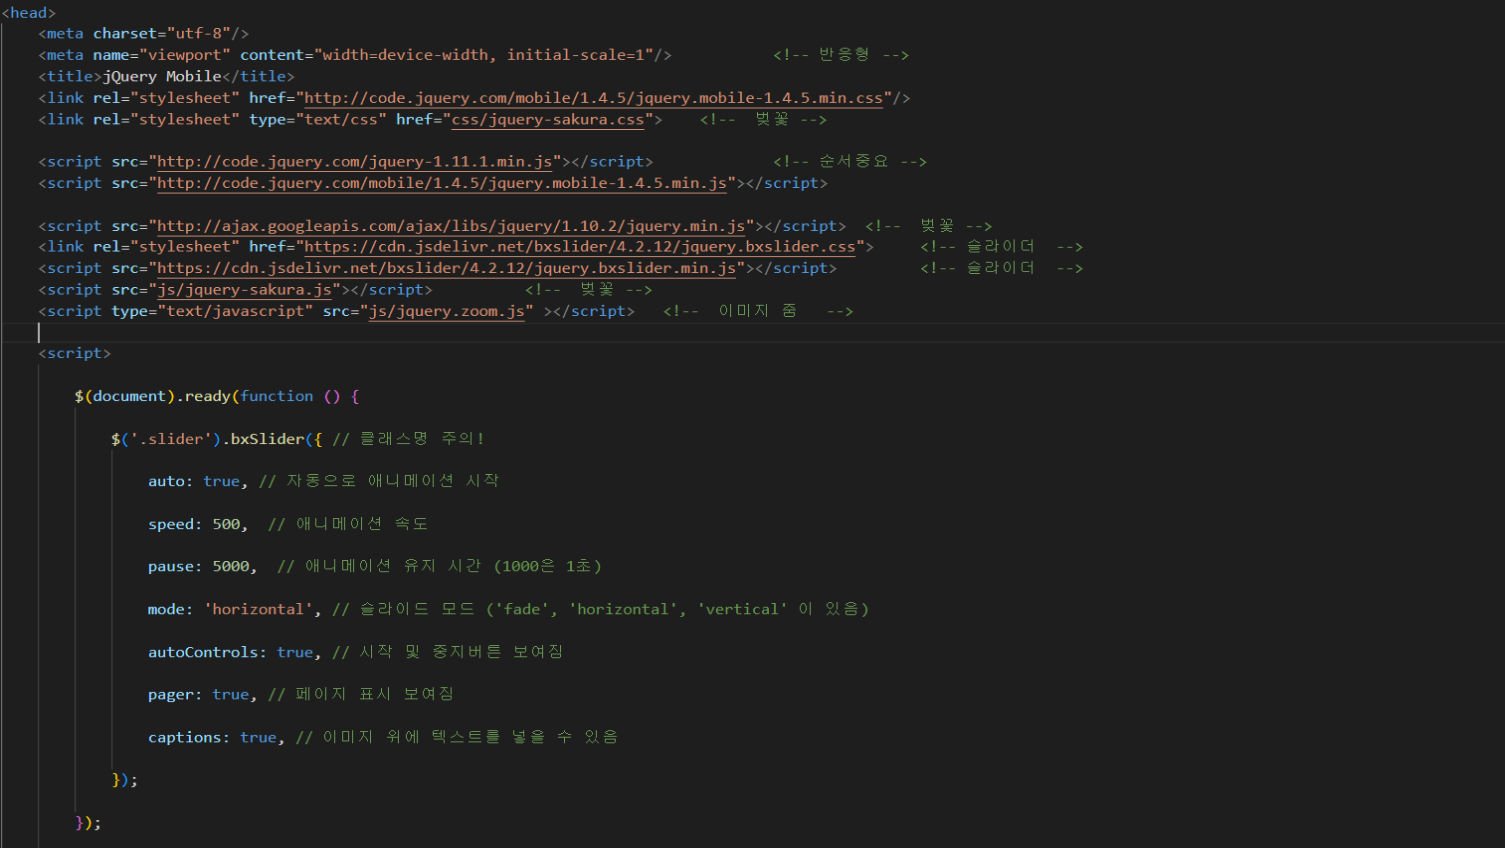 <head>
<meta charset="utf-8"/>
<meta name="viewport" content="width=device-width, initial-scale=1"/> <!-- 반응형 -->
<title>jQuery Mobile</title>
<link rel="stylesheet" href="http://code.jquery.com/mobile/1.4.5/jquery.mobile-1.4.5.min.css"/>
<link rel="stylesheet" type="text/css" href="css/jquery-sakura.css"> <!-- 벚꽃 -->
<script src="http://code.jquery.com/jquery-1.11.1.min.js"></script> <!-- 순서중요 -->
<script src="http://code.jquery.com/mobile/1.4.5/jquery.mobile-1.4.5.min.js"></script>
<script src="http://ajax.googleapis.com/ajax/libs/jquery/1.10.2/jquery.min.js"></script> <!-- 벚꽃 -->
<link rel="stylesheet" href="https://cdn.jsdelivr.net/bxslider/4.2.12/jquery.bxslider.css"> <!-- 슬라이더 -->
<script src="https://cdn.jsdelivr.net/bxslider/4.2.12/jquery.bxslider.min.js"></script> <!-- 슬라이더 -->
<script src="js/jquery-sakura.js"></script> <!-- 벚꽃 -->
<script type="text/javascript" src="js/jquery.zoom.js" ></script> <!-- 이미지 줌 -->
<script>
$(document).ready(function () {
$('.slider').bxSlider({ // 클래스명 주의!
auto: true, // 자동으로 애니메이션 시작
speed: 500, // 애니메이션 속도
pause: 5000, // 애니메이션 유지 시간 (1000은 1초)
mode: 'horizontal', // 슬라이드 모드 ('fade', 'horizontal', 'vertical' 이 있음)
autoControls: true, // 시작 및 중지버튼 보여짐
pager: true, // 페이지 표시 보여짐
captions: true, // 이미지 위에 텍스트를 넣을 수 있음
});
});